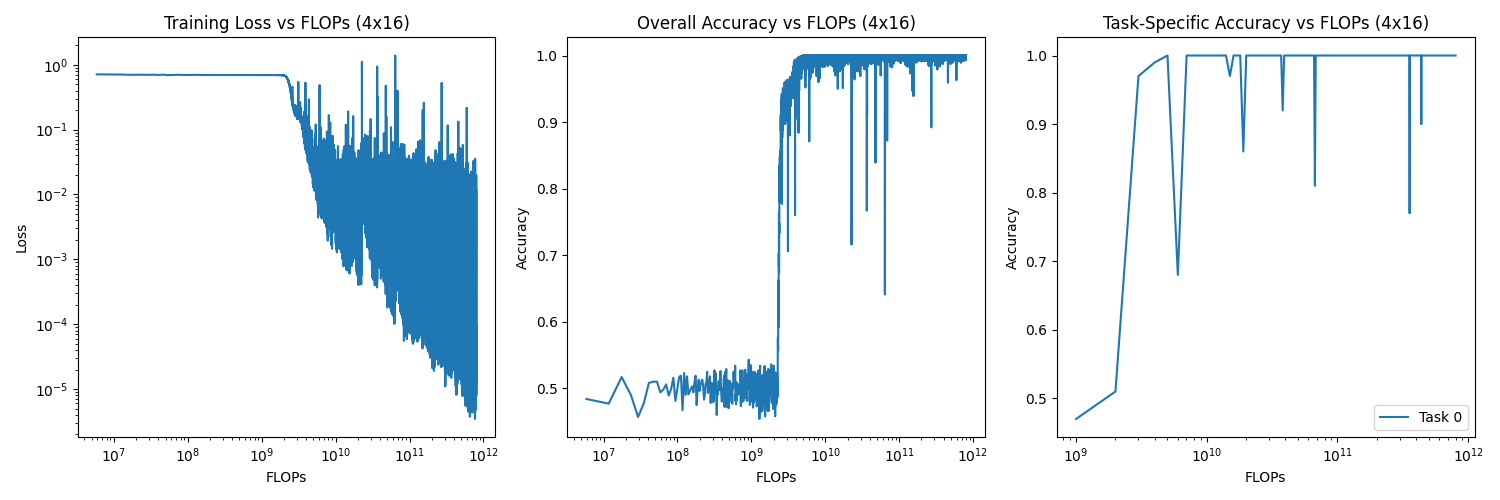 Training Loss vs FLOPs (4x16)
10⁰
10⁻¹
10⁻²
10⁻³
10⁻⁴
10⁻⁵
Loss
10⁷ 10⁸ 10⁹ 10¹⁰ 10¹¹ 10¹²
FLOPs
Overall Accuracy vs FLOPs (4x16)
1.0
0.9
0.8
0.7
0.6
0.5
Accuracy
10⁷ 10⁸ 10⁹ 10¹⁰ 10¹¹ 10¹²
FLOPs
Task-Specific Accuracy vs FLOPs (4x16)
1.0
0.9
0.8
0.7
0.6
0.5
Accuracy
Task 0
10⁹ 10¹⁰ 10¹¹ 10¹²
FLOPs